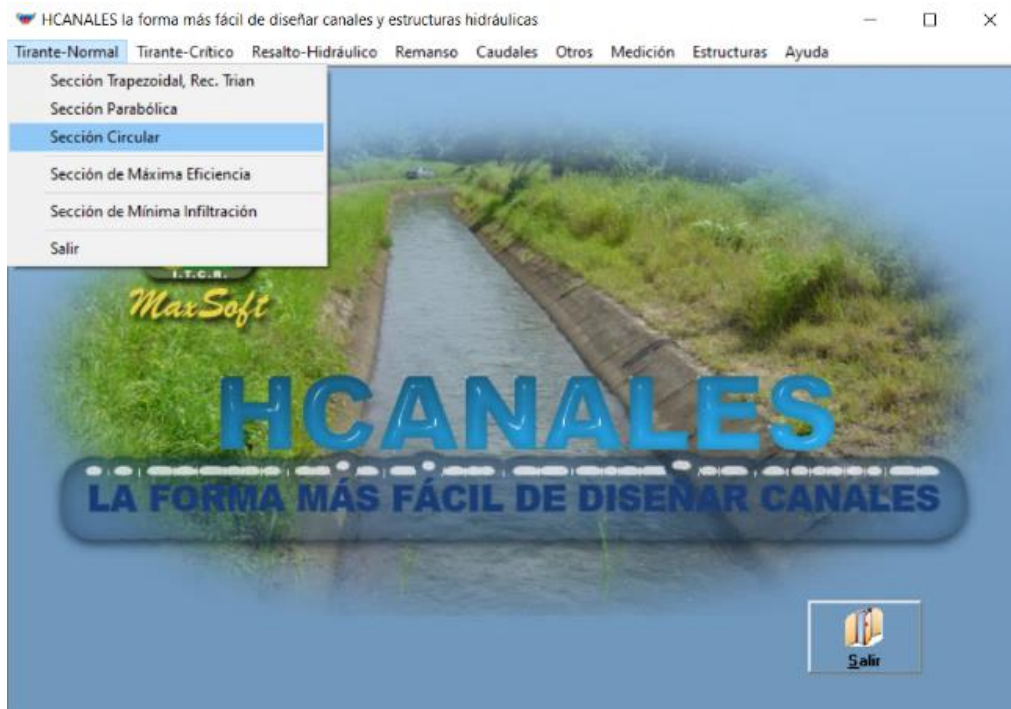 HCANALES la forma más fácil de diseñar canales y estructuras hidráulicas
Tirante-Normal Tirante-Crítico Resalto-Hidráulico Remanso Caudales Otros Medición Estructuras Ayuda
Sección Trapezoidal, Rec. Trian
Sección Parabólica
Sección Circular
Sección de Máxima Eficiencia
Sección de Mínima Infiltración
Salir
I.T.C.R.
MaxSoft
HCANALES
LA FORMA MÁS FÁCIL DE DISEÑAR CANALES
Salir